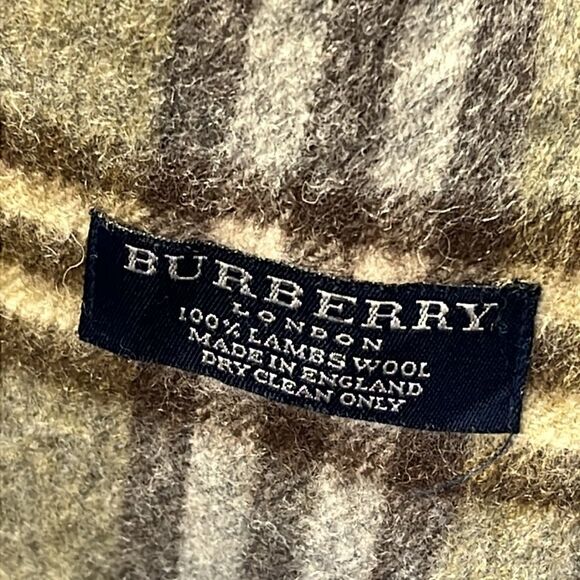 BURBERRY
LONDON
100% LAMBS WOOL
MADE IN ENGLAND
DRY CLEAN ONLY